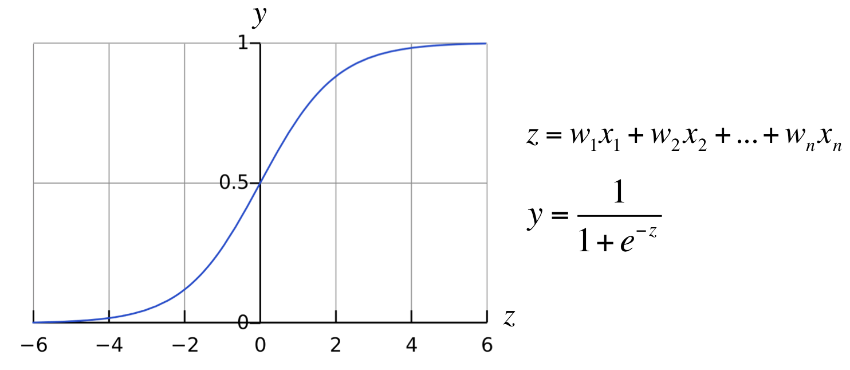 y
1
0.5
0
z
−6 −4 −2 0 2 4 6
z = w₁x₁ + w₂x₂ + ... + wₙxₙ
y = 1 / (1 + e⁻ᶻ)